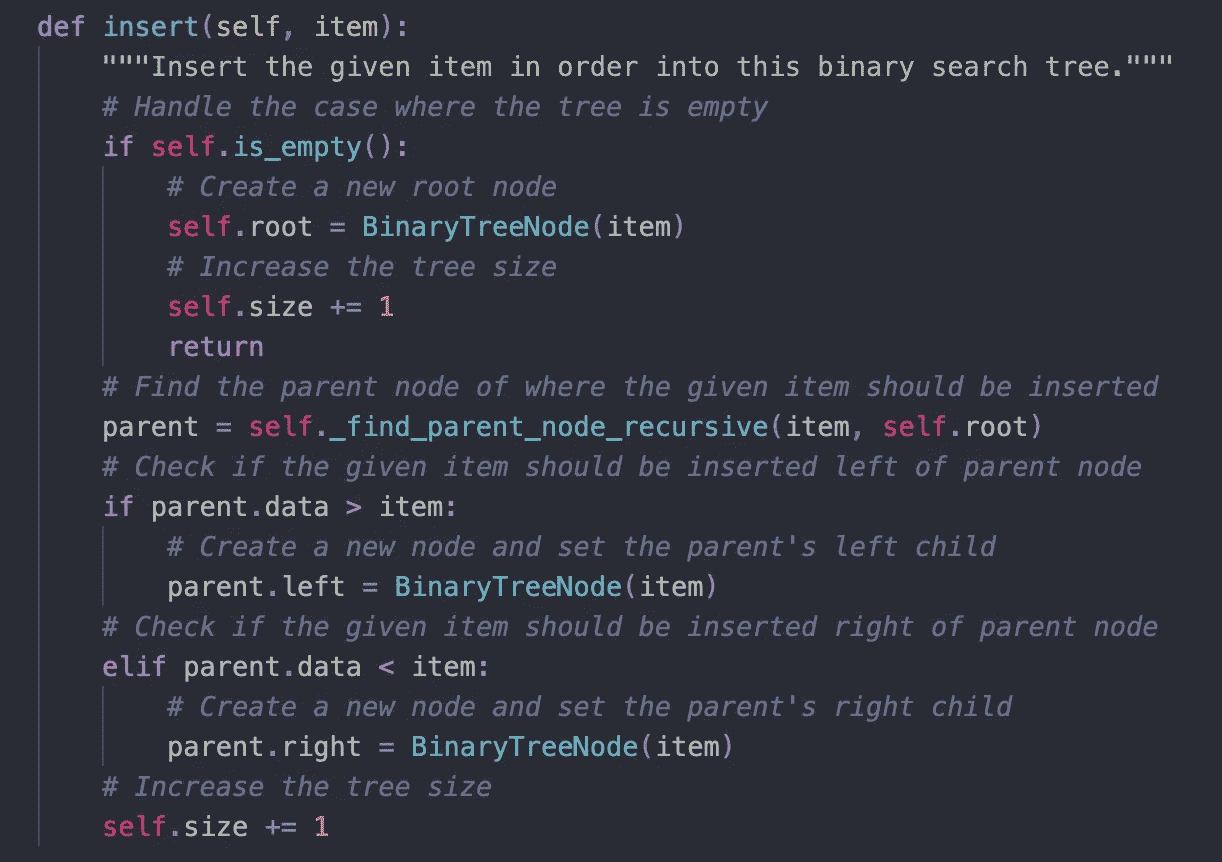 def insert(self, item):
    """Insert the given item in order into this binary search tree."""
    # Handle the case where the tree is empty
    if self.is_empty():
        # Create a new root node
        self.root = BinaryTreeNode(item)
        # Increase the tree size
        self.size += 1
        return
    # Find the parent node of where the given item should be inserted
    parent = self._find_parent_node_recursive(item, self.root)
    # Check if the given item should be inserted left of parent node
    if parent.data > item:
        # Create a new node and set the parent's left child
        parent.left = BinaryTreeNode(item)
    # Check if the given item should be inserted right of parent node
    elif parent.data < item:
        # Create a new node and set the parent's right child
        parent.right = BinaryTreeNode(item)
    # Increase the tree size
    self.size += 1